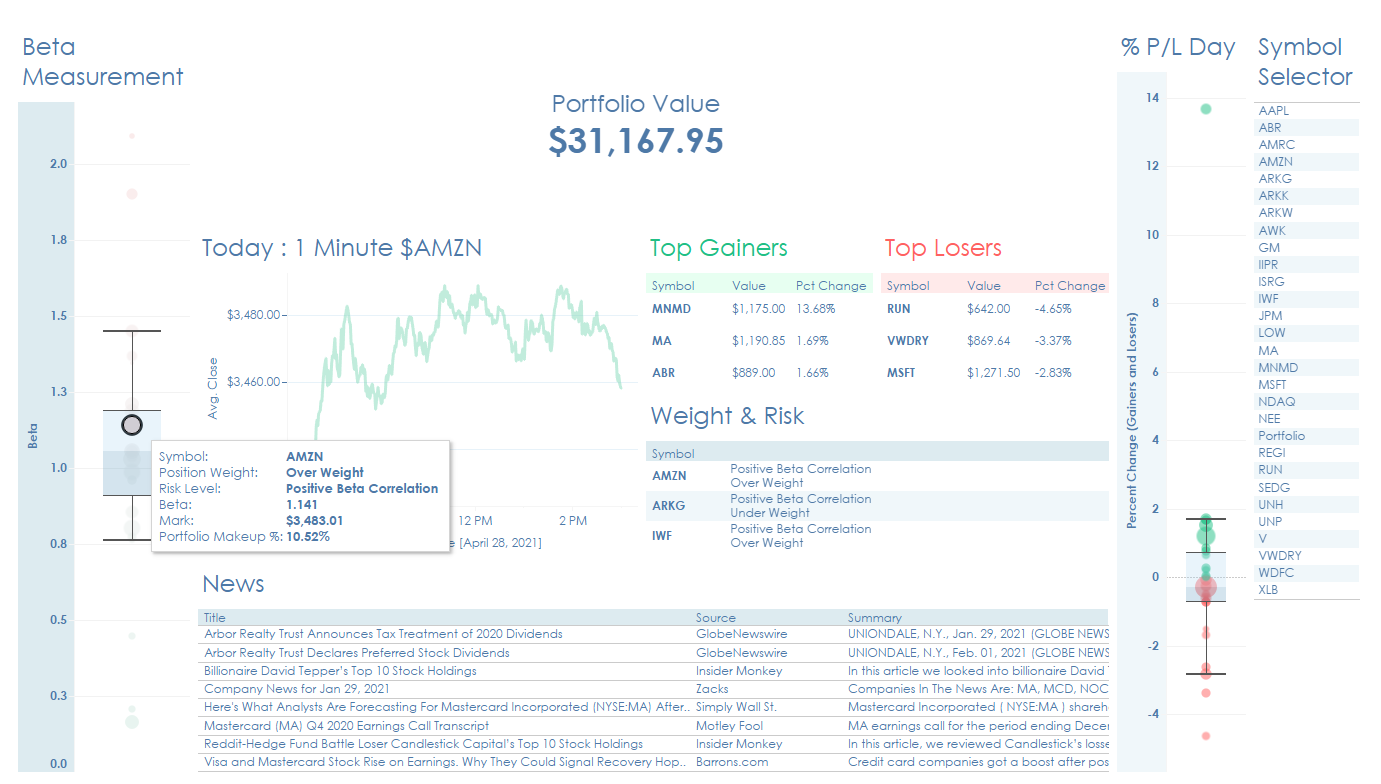 Beta
Measurement
2.0
1.8
1.5
1.3
1.0
0.8
0.5
0.3
0.0
Beta
Portfolio Value
$31,167.95
Today : 1 Minute $AMZN
Avg. Close
$3,480.00
$3,460.00
12 PM 2 PM
e [April 28, 2021]
Symbol: AMZN
Position Weight: Over Weight
Risk Level: Positive Beta Correlation
Beta: 1.141
Mark: $3,483.01
Portfolio Makeup %: 10.52%
Top Gainers
Symbol Value Pct Change
MNMD $1,175.00 13.68%
MA $1,190.85 1.69%
ABR $889.00 1.66%
Top Losers
Symbol Value Pct Change
RUN $642.00 -4.65%
VWDRY $869.64 -3.37%
MSFT $1,271.50 -2.83%
Weight & Risk
Symbol
AMZN Positive Beta Correlation
Over Weight
ARKG Positive Beta Correlation
Under Weight
IWF Positive Beta Correlation
Over Weight
News
Title Source Summary
Arbor Realty Trust Announces Tax Treatment of 2020 Dividends GlobeNewswire UNIONDALE, N.Y., Jan. 29, 2021 (GLOBE NEWS
Arbor Realty Trust Declares Preferred Stock Dividends GlobeNewswire UNIONDALE, N.Y., Feb. 01, 2021 (GLOBE NEWS
Billionaire David Tepper's Top 10 Stock Holdings Insider Monkey In this article we looked into billionaire David
Company News for Jan 29, 2021 Zacks Companies In The News Are: MA, MCD, NOC
Here's What Analysts Are Forecasting For Mastercard Incorporated (NYSE:MA) After.. Simply Wall St. Mastercard Incorporated ( NYSE:MA ) shareh
Mastercard (MA) Q4 2020 Earnings Call Transcript Motley Fool MA earnings call for the period ending Decer
Reddit-Hedge Fund Battle Loser Candlestick Capital's Top 10 Stock Holdings Insider Monkey In this article, we reviewed Candlestick's losse
Visa and Mastercard Stock Rise on Earnings. Why They Could Signal Recovery Hop.. Barrons.com Credit card companies got a boost after pos
% P/L Day
Percent Change (Gainers and Losers)
14
12
10
8
6
4
2
0
-2
-4
Symbol
Selector
AAPL
ABR
AMRC
AMZN
ARKG
ARKK
ARKW
AWK
GM
IIPR
ISRG
IWF
JPM
LOW
MA
MNMD
MSFT
NDAQ
NEE
Portfolio
REGI
RUN
SEDG
UNH
UNP
V
VWDRY
WDFC
XLB